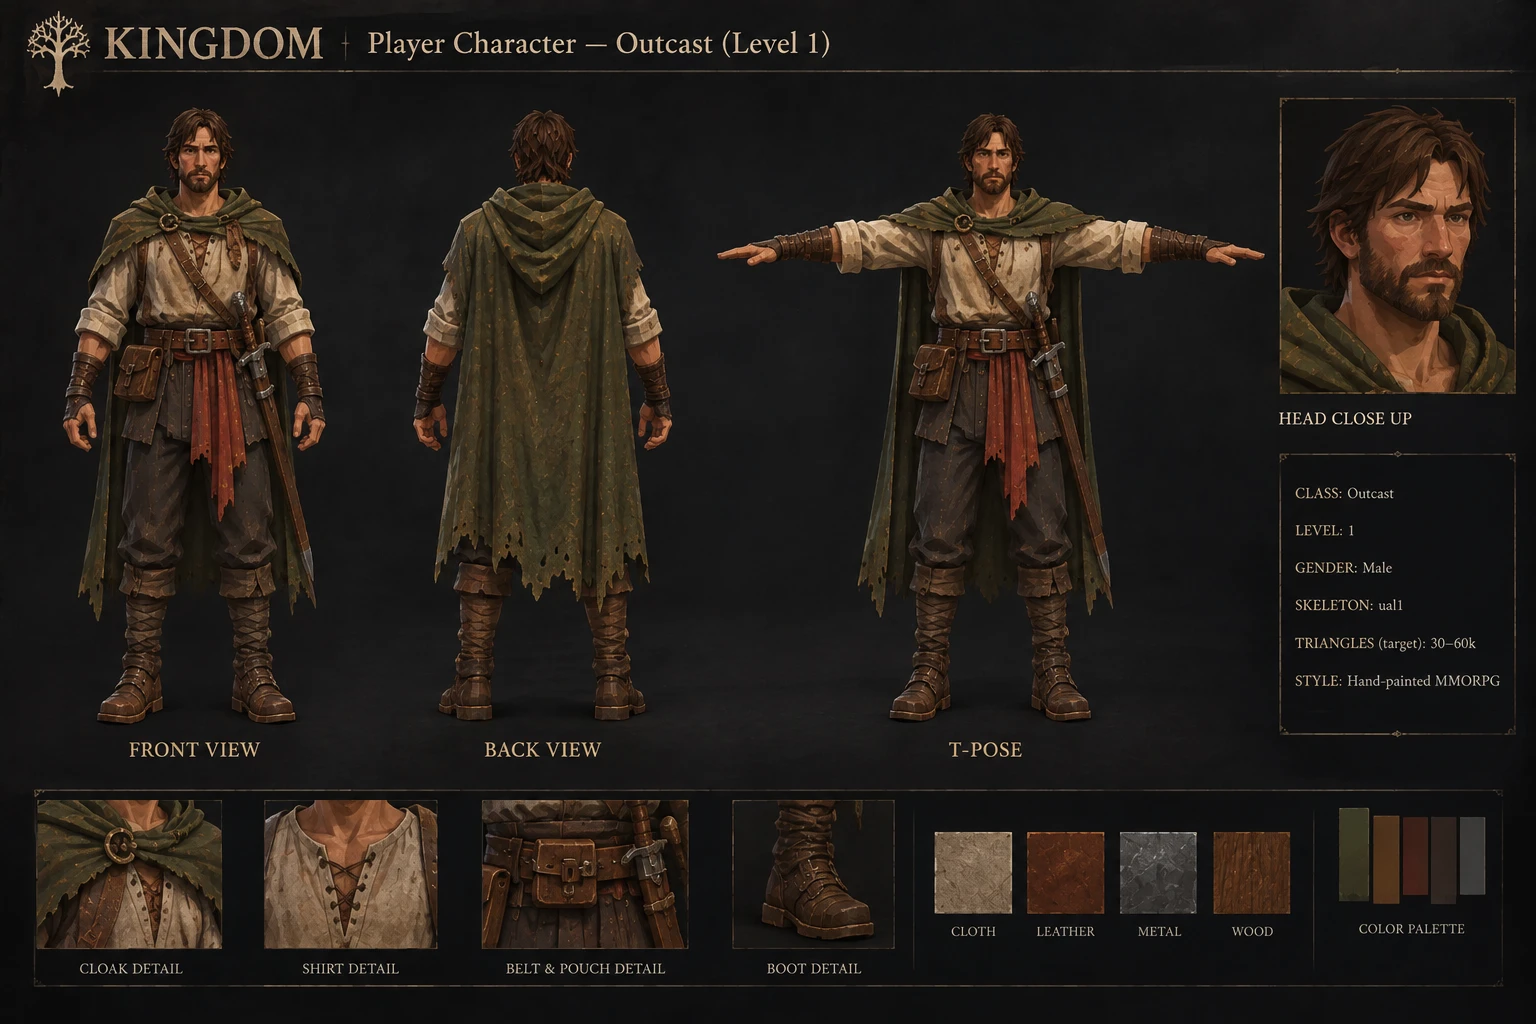 KINGDOM
Player Character — Outcast (Level 1)
HEAD CLOSE UP
CLASS: Outcast
LEVEL: 1
GENDER: Male
SKELETON: ual1
TRIANGLES (target): 30–60k
STYLE: Hand-painted MMORPG
FRONT VIEW
BACK VIEW
T-POSE
CLOAK DETAIL
SHIRT DETAIL
BELT & POUCH DETAIL
BOOT DETAIL
CLOTH
LEATHER
METAL
WOOD
COLOR PALETTE